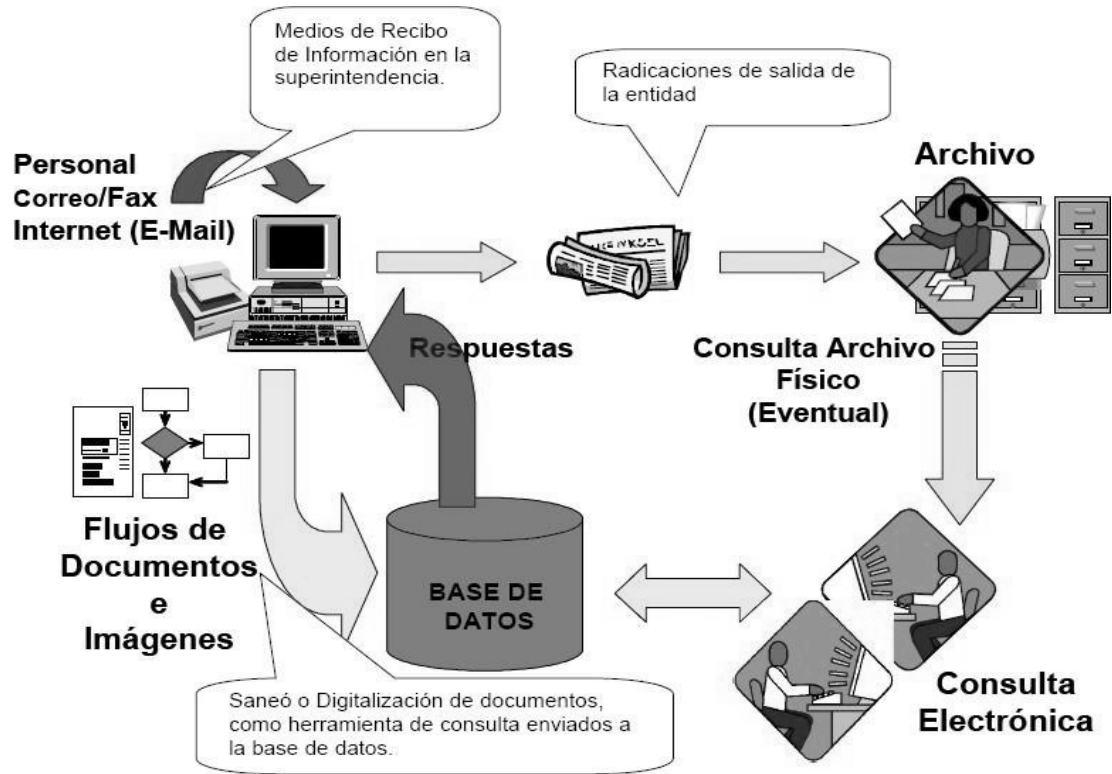 Medios de Recibo
de Información en la
superintendencia.
Radicaciones de salida de
la entidad
Personal
Correo/Fax
Internet (E-Mail)
Archivo
Respuestas
Consulta Archivo
Físico
(Eventual)
Flujos de
Documentos
e
Imágenes
BASE DE
DATOS
Saneó o Digitalización de documentos,
como herramienta de consulta enviados a
la base de datos.
Consulta
Electrónica